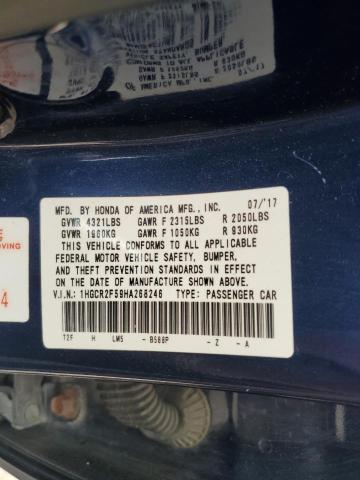 MFD. BY HONDA OF AMERICA MFG., INC. 07/'17
GVWR 4321LBS GAWR F 2315LBS R 2050LBS
GVWR 1960KG GAWR F 1050KG R 930KG
THIS VEHICLE CONFORMS TO ALL APPLICABLE
FEDERAL MOTOR VEHICLE SAFETY, BUMPER,
AND THEFT PREVENTION STANDARDS IN EFFECT
ON THE DATE OF MANUFACTURE SHOWN ABOVE.
V.I.N.: 1HGCR2F59HA268246 TYPE: PASSENGER CAR
T2F H LM5 - B588P - Z - A
OVING
4